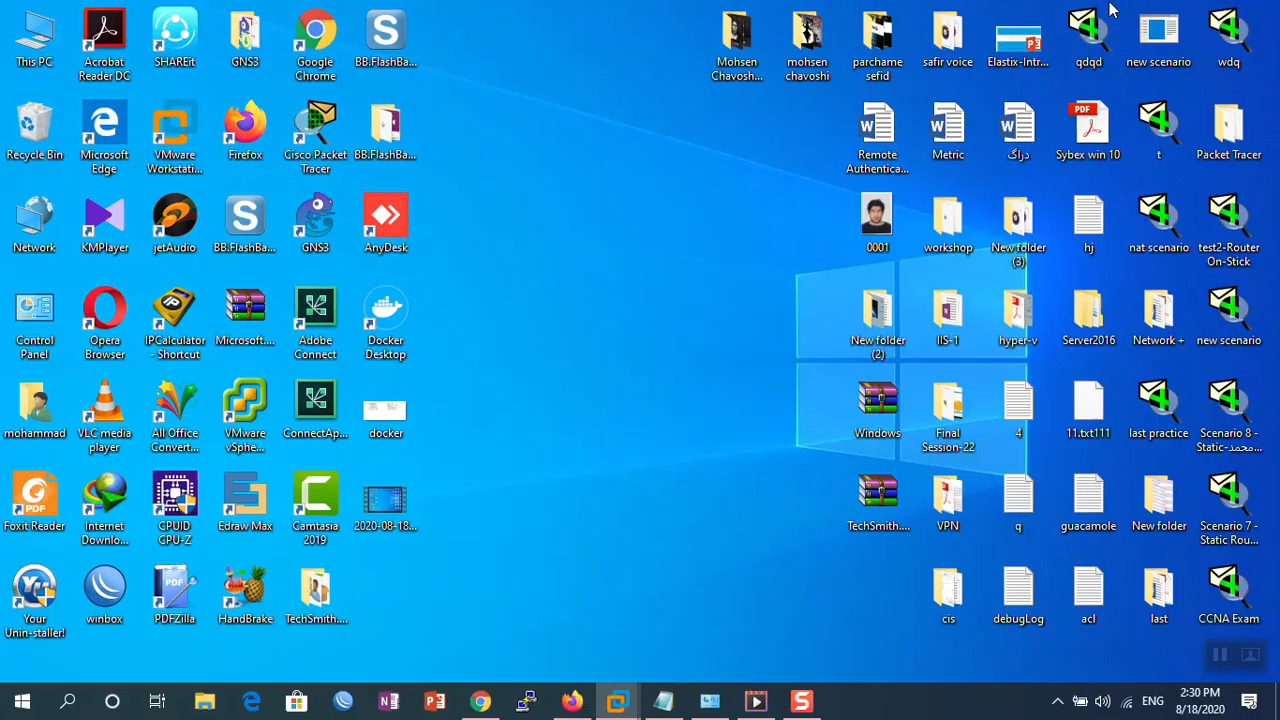 This PC
Acrobat
Reader DC
SHAREit
GNS3
Google
Chrome
BB.FlashBa...
Mohsen
Chavosh...
mohsen
chavoshi
parchame
sefid
safir voice
Elastix-Intr...
qdqd
new scenario
wdq
Recycle Bin
Microsoft
Edge
VMware
Workstati...
Firefox
Cisco Packet
Tracer
BB.FlashBa...
Remote
Authentica...
Metric
دراگ
Sybex win 10
t
Packet Tracer
Network
KMPlayer
jetAudio
BB.FlashBa...
GNS3
AnyDesk
0001
workshop
New folder
(3)
hj
nat scenario
test2-Router
On-Stick
Control
Panel
Opera
Browser
IPCalculator
- Shortcut
Microsoft....
Adobe
Connect
Docker
Desktop
New folder
(2)
IIS-1
hyper-v
Server2016
Network +
new scenario
mohammad
VLC media
player
All Office
Convert...
VMware
vSphe...
ConnectAp...
docker
Windows
Final
Session-22
4
11.txt111
last practice
Scenario 8 -
Static-محمد...
Foxit Reader
Internet
Downlo...
CPUID
CPU-Z
Edraw Max
Camtasia
2019
2020-08-18...
TechSmith....
VPN
q
guacamole
New folder
Scenario 7 -
Static Rou...
Your
Unin-staller!
winbox
PDFZilla
HandBrake
TechSmith....
cis
debugLog
acl
last
CCNA Exam
ENG
2:30 PM
8/18/2020